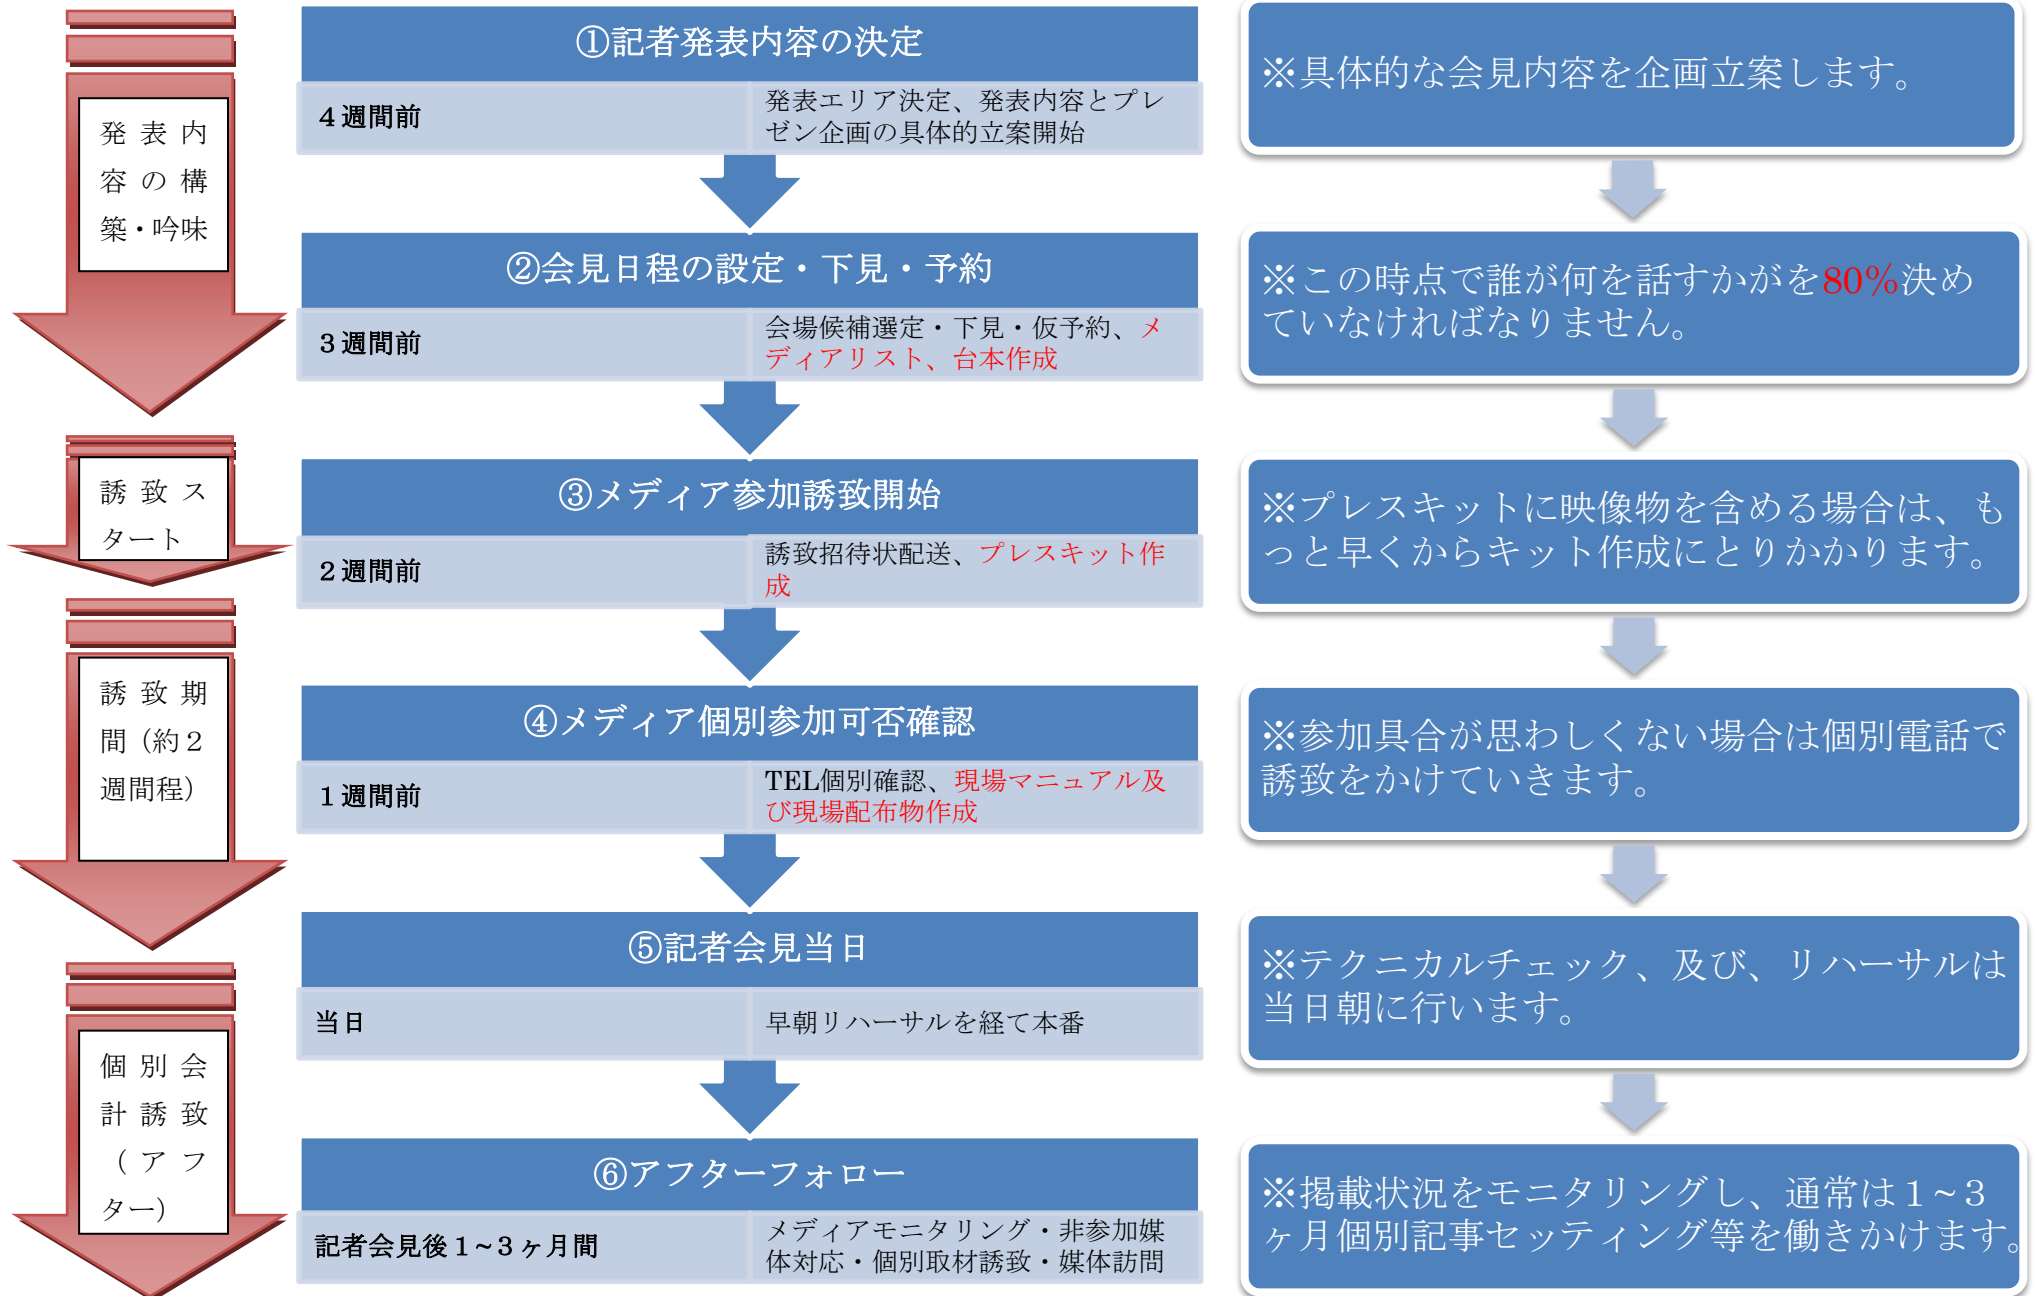 発表内
容の構
築・吟味
①記者発表内容の決定
４週間前
発表エリア決定、発表内容とプレ
ゼン企画の具体的立案開始
※具体的な会見内容を企画立案します。
②会見日程の設定・下見・予約
３週間前
会場候補選定・下見・仮予約、メ
ディアリスト、台本作成
※この時点で誰が何を話すかがを80%決め
ていなければなりません。
誘致ス
タート
③メディア参加誘致開始
２週間前
誘致招待状配送、プレスキット作
成
※プレスキットに映像物を含める場合は、も
っと早くからキット作成にとりかかります。
誘致期
間（約２
週間程）
④メディア個別参加可否確認
１週間前
TEL個別確認、現場マニュアル及
び現場配布物作成
※参加具合が思わしくない場合は個別電話で
誘致をかけていきます。
⑤記者会見当日
当日
早朝リハーサルを経て本番
※テクニカルチェック、及び、リハーサルは
当日朝に行います。
個別会
計誘致
（アフ
ター）
⑥アフターフォロー
記者会見後１~３ヶ月間
メディアモニタリング・非参加媒
体対応・個別取材誘致・媒体訪問
※掲載状況をモニタリングし、通常は１~３
ヶ月個別記事セッティング等を働きかけます。